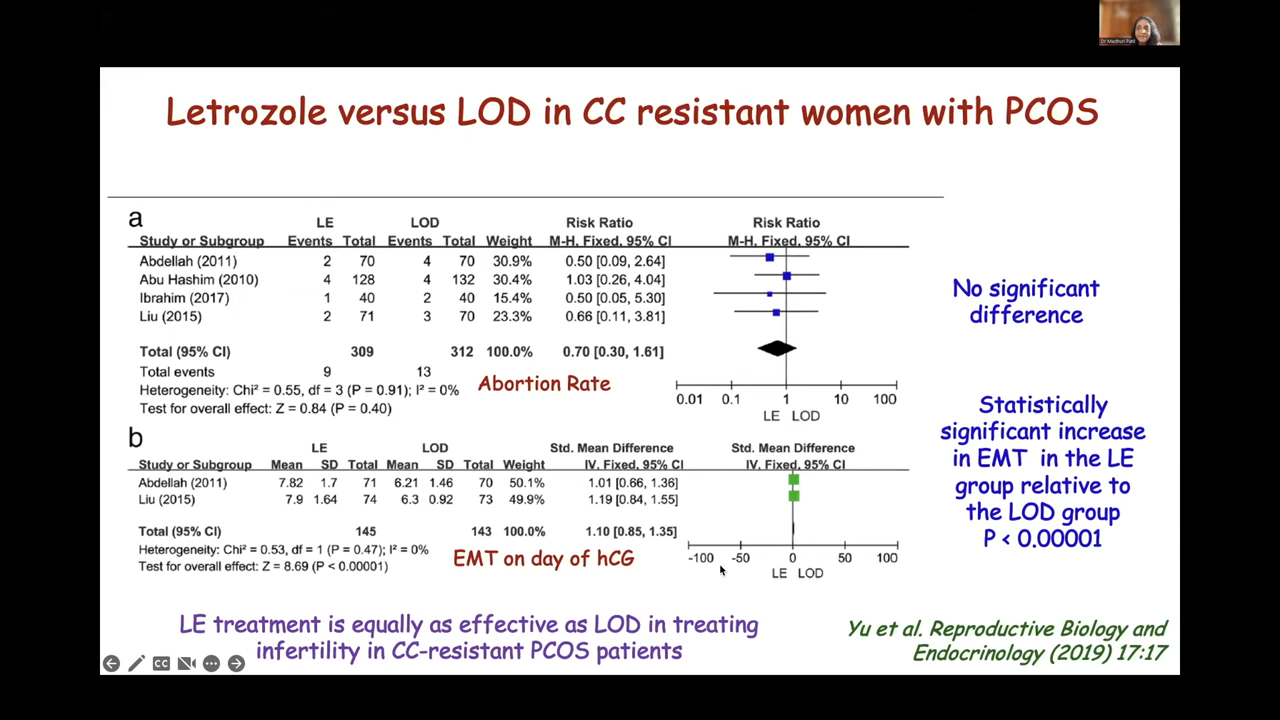 Dr Madhuri Patil
Letrozole versus LOD in CC resistant women with PCOS
a
LE LOD Risk Ratio Risk Ratio
Study or Subgroup Events Total Events Total Weight M-H, Fixed, 95% CI M-H, Fixed, 95% CI
Abdellah (2011) 2 70 4 70 30.9% 0.50 [0.09, 2.64]
Abu Hashim (2010) 4 128 4 132 30.4% 1.03 [0.26, 4.04]
Ibrahim (2017) 1 40 2 40 15.4% 0.50 [0.05, 5.30]
Liu (2015) 2 71 3 70 23.3% 0.66 [0.11, 3.81]
Total (95% CI) 309 312 100.0% 0.70 [0.30, 1.61]
Total events 9 13
Heterogeneity: Chi² = 0.55, df = 3 (P = 0.91); I² = 0%
Test for overall effect: Z = 0.84 (P = 0.40)
Abortion Rate
0.01 0.1 1 10 100
LE LOD
No significant
difference
b
LE LOD Std. Mean Difference Std. Mean Difference
Study or Subgroup Mean SD Total Mean SD Total Weight IV, Fixed, 95% CI IV, Fixed, 95% CI
Abdellah (2011) 7.82 1.7 71 6.21 1.46 70 50.1% 1.01 [0.66, 1.36]
Liu (2015) 7.9 1.64 74 6.3 0.92 73 49.9% 1.19 [0.84, 1.55]
Total (95% CI) 145 143 100.0% 1.10 [0.85, 1.35]
Heterogeneity: Chi² = 0.53, df = 1 (P = 0.47); I² = 0%
Test for overall effect: Z = 8.69 (P < 0.00001)
EMT on day of hCG
-100 -50 0 50 100
LE LOD
Statistically
significant increase
in EMT in the LE
group relative to
the LOD group
P < 0.00001
LE treatment is equally as effective as LOD in treating
infertility in CC-resistant PCOS patients
Yu et al. Reproductive Biology and
Endocrinology (2019) 17:17
CC